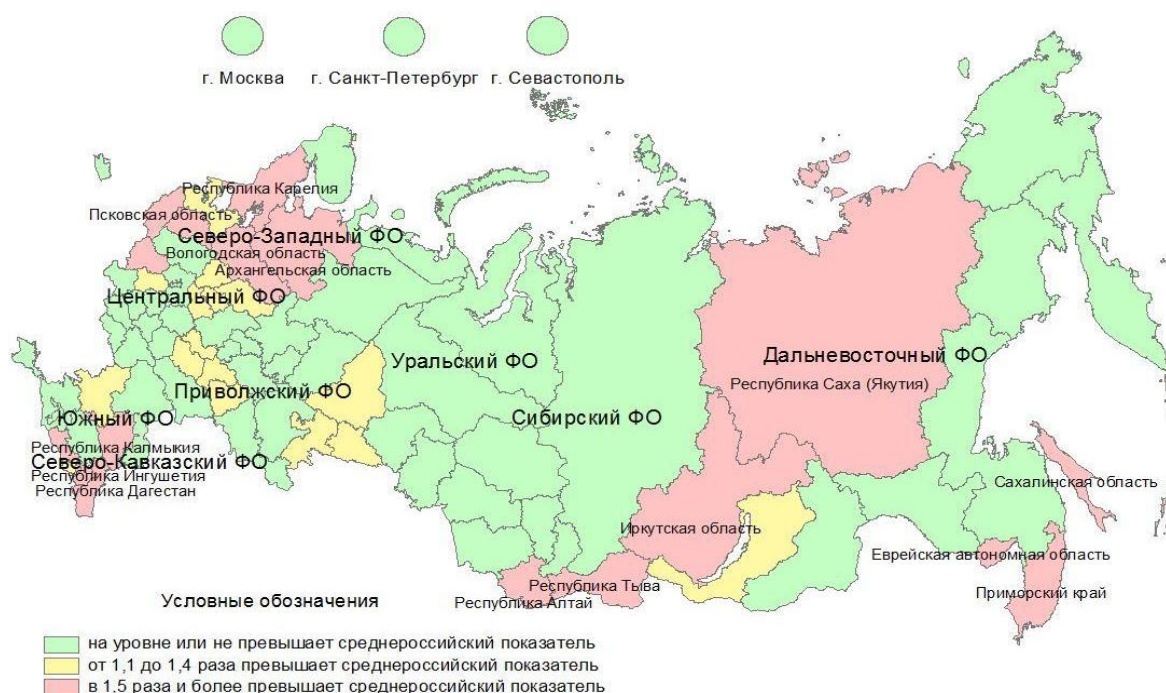 г. Москва
г. Санкт-Петербург
г. Севастополь
Республика Карелия
Псковская область
Северо-Западный ФО
Вологодская область
Архангельская область
Центральный ФО
Уральский ФО
Дальневосточный ФО
Республика Саха (Якутия)
Приволжский ФО
Южный ФО
Сибирский ФО
Республика Калмыкия
Северо-Кавказский ФО
Республика Ингушетия
Республика Дагестан
Сахалинская область
Иркутская область
Еврейская автономная область
Республика Тыва
Республика Алтай
Приморский край
Условные обозначения
на уровне или не превышает среднероссийский показатель
от 1,1 до 1,4 раза превышает среднероссийский показатель
в 1,5 раза и более превышает среднероссийский показатель